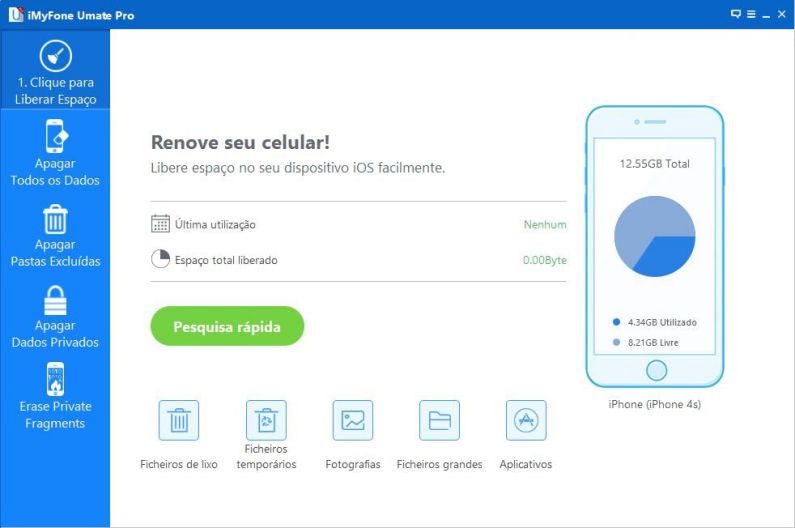 iMyFone Umate Pro
1. Clique para
Liberar Espaço
Apagar
Todos os Dados
Apagar
Pastas Excluídas
Apagar
Dados Privados
Erase Private
Fragments
Renove seu celular!
Libere espaço no seu dispositivo iOS facilmente.
Última utilização
Nenhum
Espaço total liberado
0.00Byte
Pesquisa rápida
Ficheiros de lixo
Ficheiros
temporários
Fotografias
Ficheiros grandes
Aplicativos
12.55GB Total
4.34GB Utilizado
8.21GB Livre
iPhone (iPhone 4s)